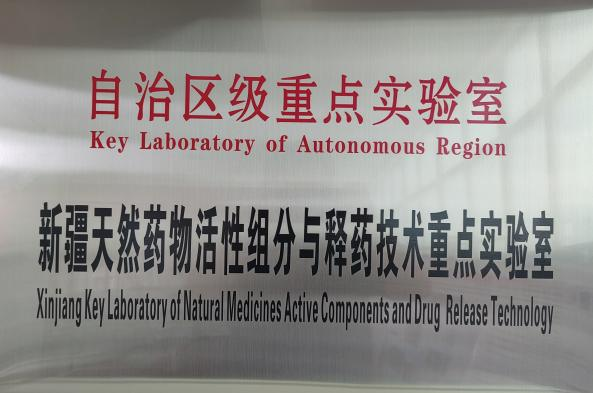 自治区级重点实验室
Key Laboratory of Autonomous Region
新疆天然药物活性组分与释药技术重点实验室
Xinjiang Key Laboratory of Natural Medicines Active Components and Drug Release Technology